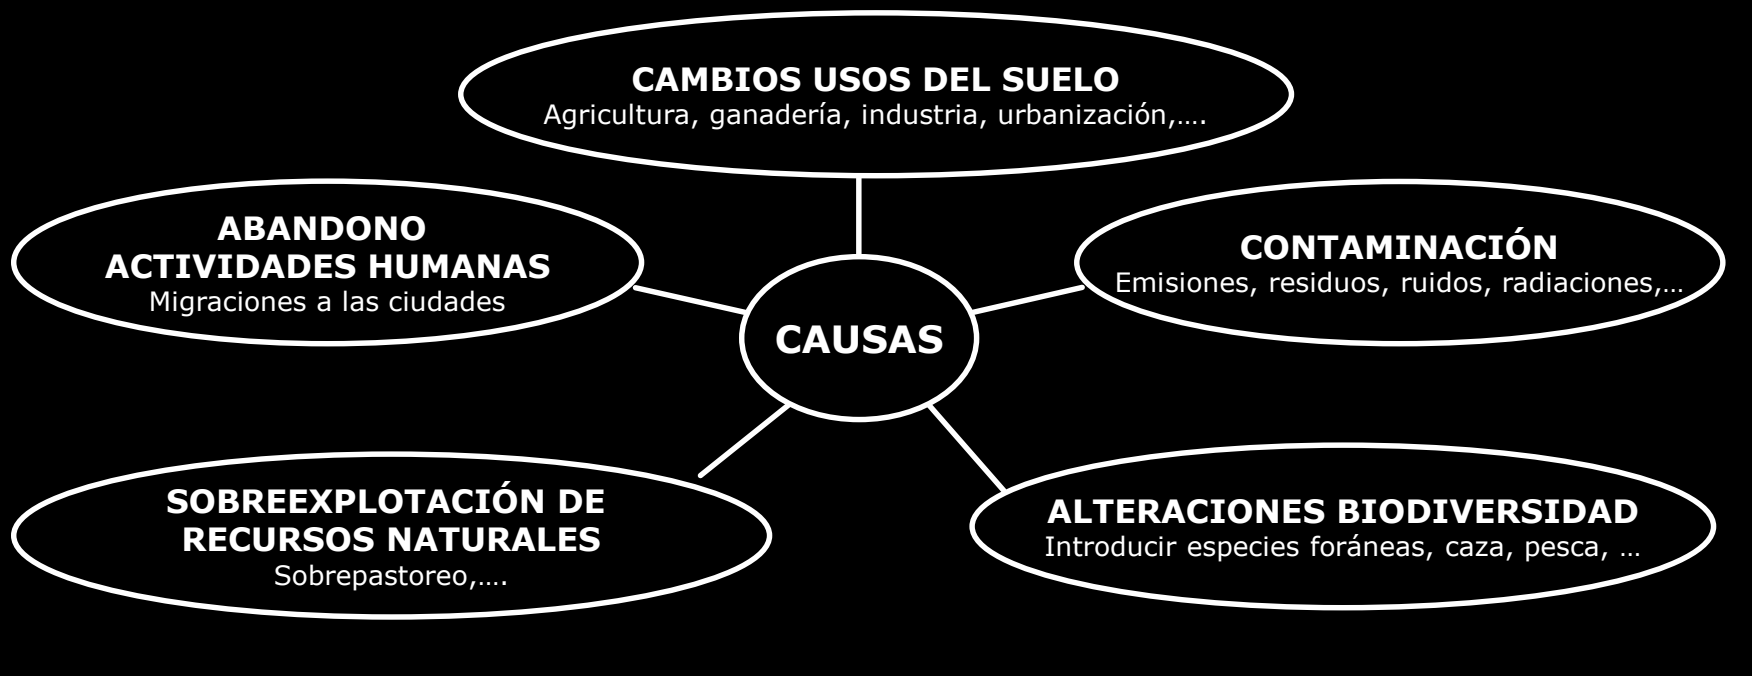 CAMBIOS USOS DEL SUELO
Agricultura, ganadería, industria, urbanización,….
ABANDONO
ACTIVIDADES HUMANAS
Migraciones a las ciudades
CONTAMINACIÓN
Emisiones, residuos, ruidos, radiaciones,…
CAUSAS
SOBREEXPLOTACIÓN DE
RECURSOS NATURALES
Sobrepastoreo,….
ALTERACIONES BIODIVERSIDAD
Introducir especies foráneas, caza, pesca, …